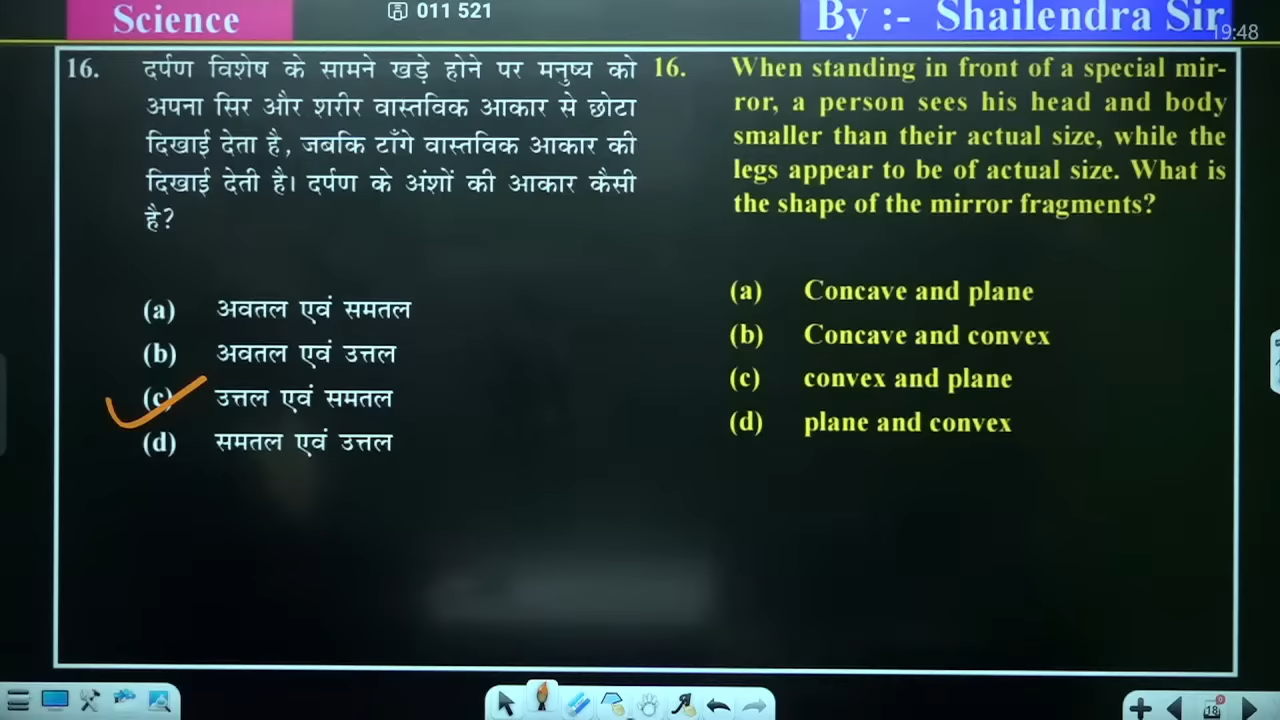 Science
011 521
By :- Shailendra Sir
19:48
16.
दर्पण विशेष के सामने खड़े होने पर मनुष्य को
अपना सिर और शरीर वास्तविक आकार से छोटा
दिखाई देता है, जबकि टाँगे वास्तविक आकार की
दिखाई देती है। दर्पण के अंशों की आकार कैसी
है?
(a) अवतल एवं समतल
(b) अवतल एवं उत्तल
(c) उत्तल एवं समतल
(d) समतल एवं उत्तल
16.
When standing in front of a special mir-
ror, a person sees his head and body
smaller than their actual size, while the
legs appear to be of actual size. What is
the shape of the mirror fragments?
(a) Concave and plane
(b) Concave and convex
(c) convex and plane
(d) plane and convex
18